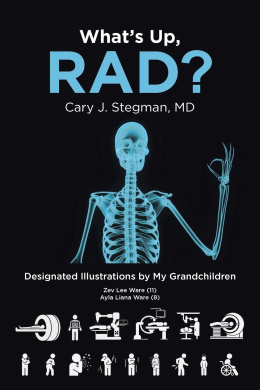 What's Up,
RAD?
Cary J. Stegman, MD
Designated Illustrations by My Grandchildren
Zev Lee Ware (11)
Ayla Liana Ware (8)